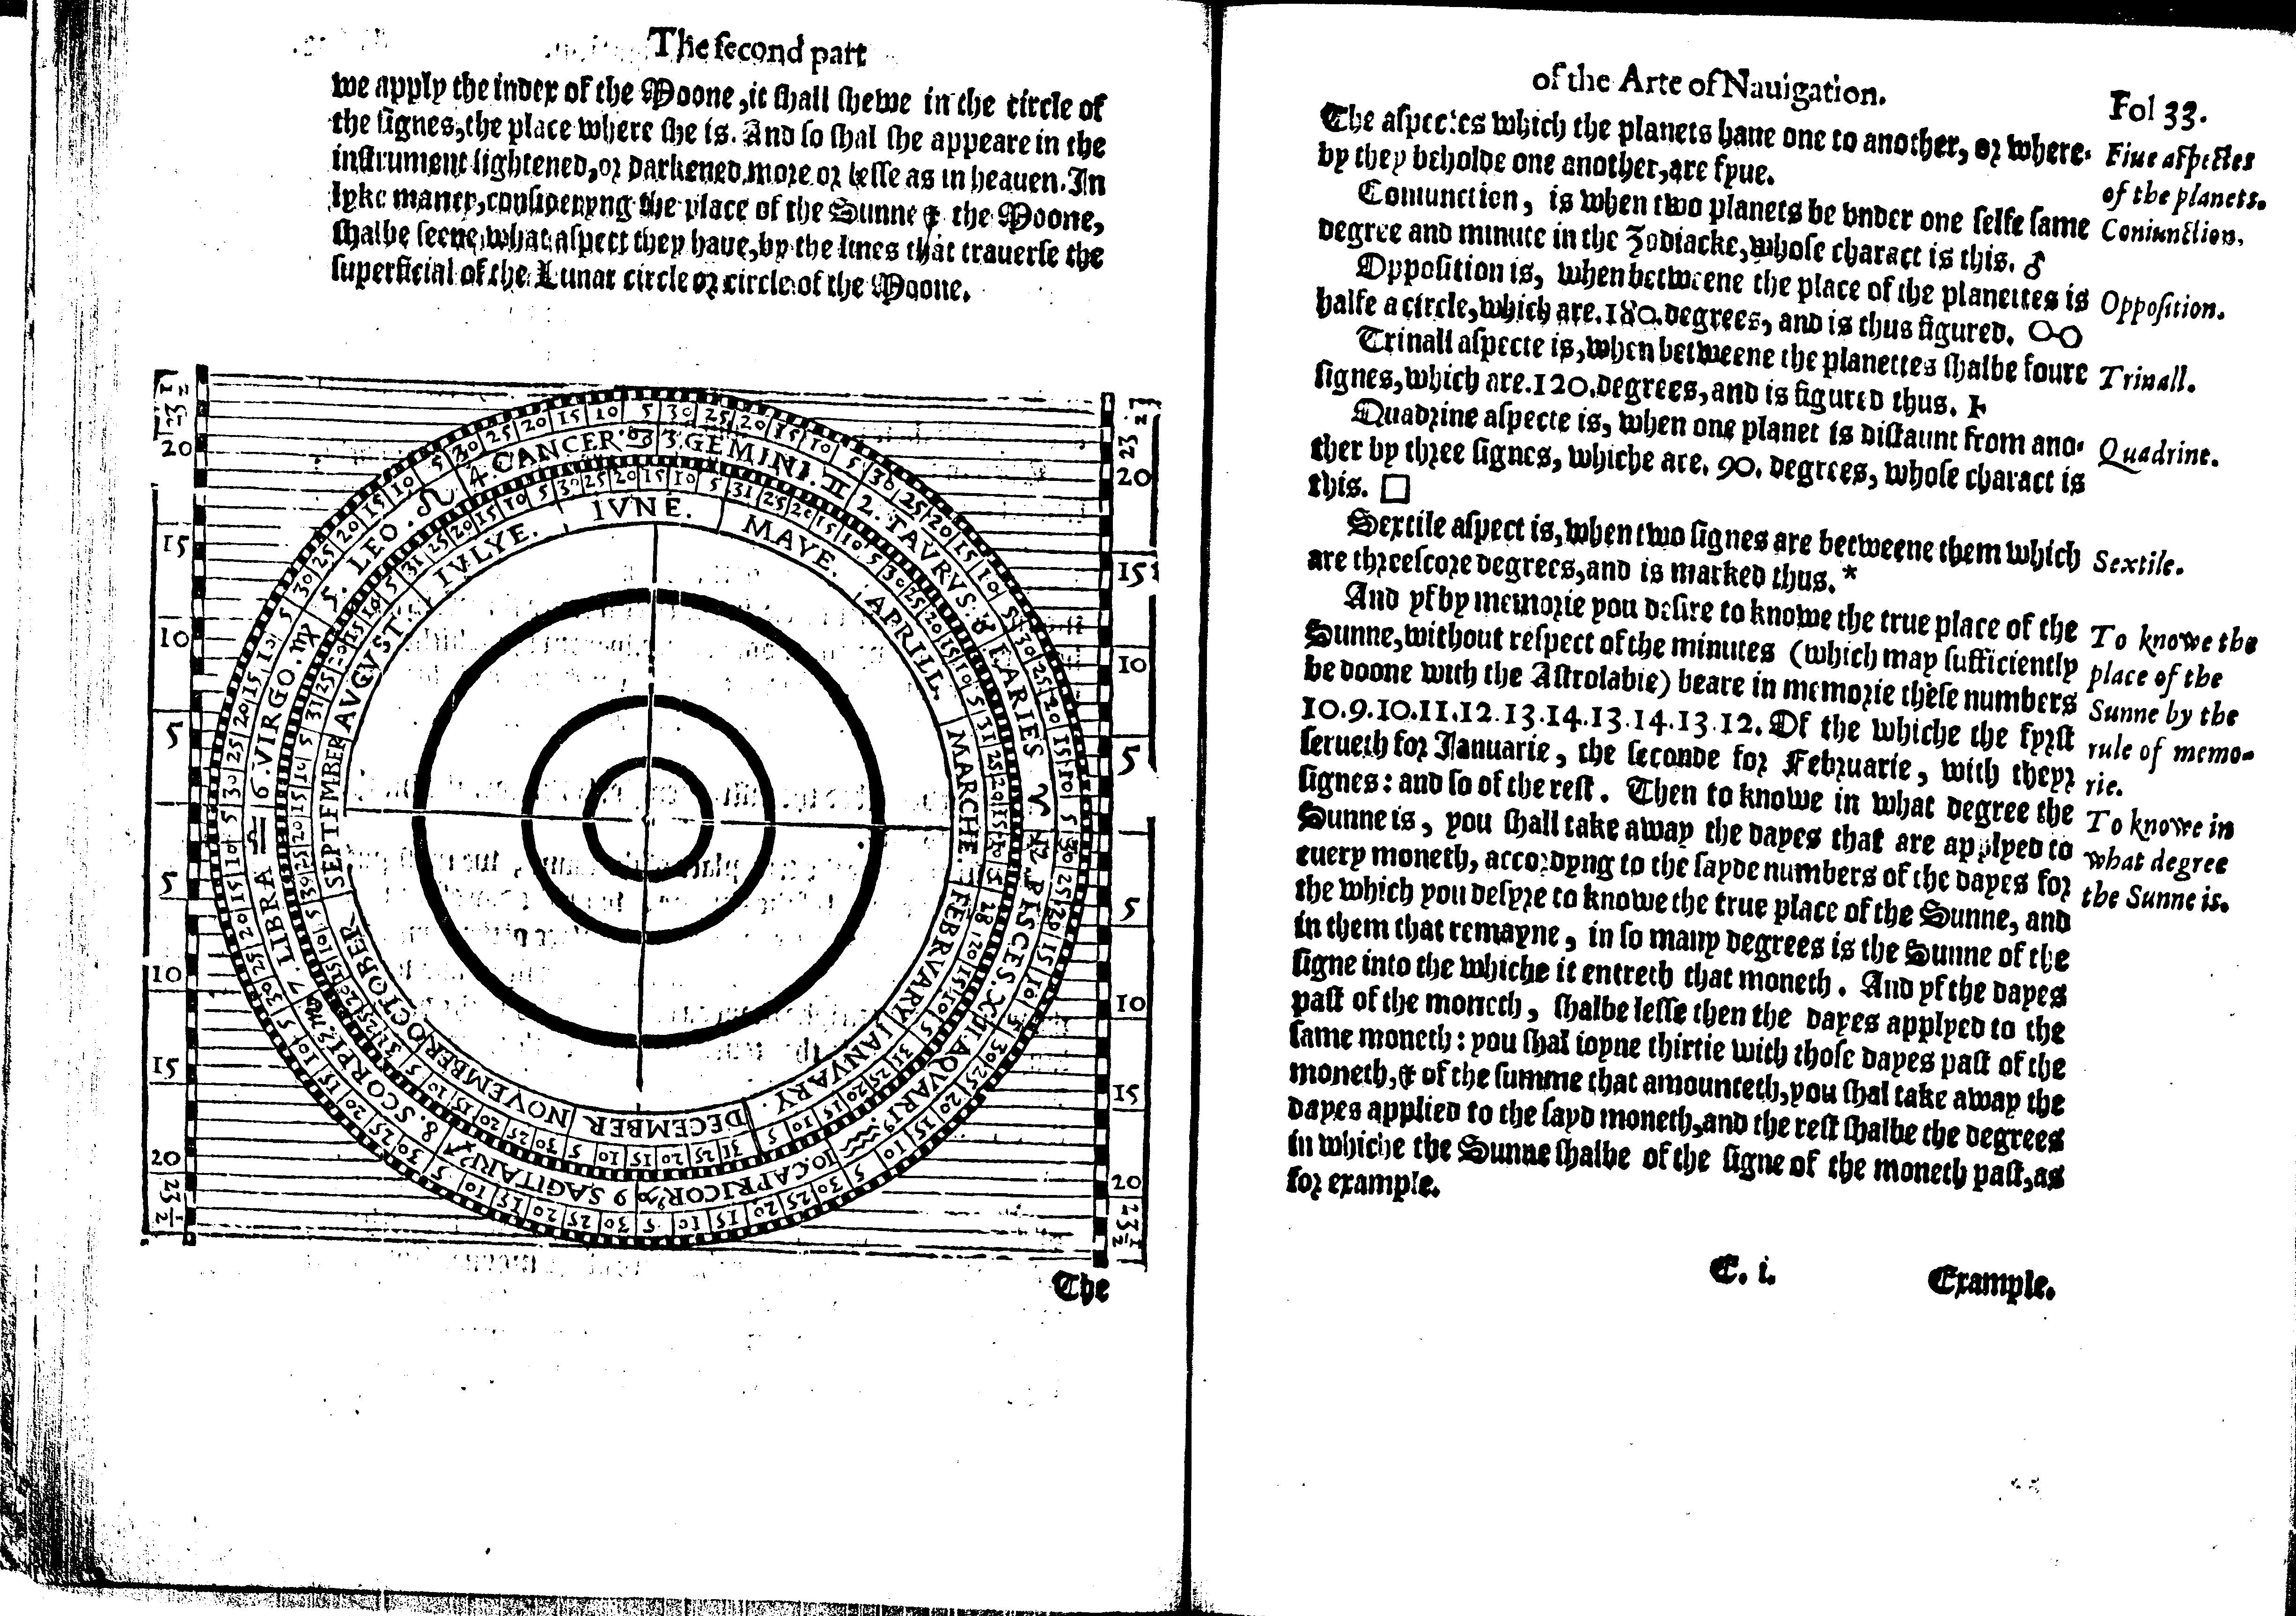 The ſecond part
we apply the index of the Moone, it ſhall ſhewe in the circle of
the ſignes, the place where ſhe is. And ſo ſhal ſhe appeare in the
inſtrument lightened, or darkened, more or leſſe as in heauen. In
lyke maner, conſideryng the place of the Sunne & the Moone,
ſhalbe ſeene, what aſpect they haue, by the lines that trauerſe the
ſuperficial of the Lunar circle or circle of the Moone.
4. CANCER ♋
3 GEMINI. II
2. TAVRVS. ♉
1. ARIES ♈
12. PESCES. ♓
11. AQVARI9 ♒
10. CAPRICOR9 ♑
9 SAGITARI9 ♐
8 SCORPI9 ♏
7. LIBRA ♎
6. VIRGO. ♍
5. LEO. ♌
IVNE.
MAYE.
APRILL.
MARCHE.
FEBRVARY
IANVARY.
DECEMBER
NOVEMBER
OCTOBER
SEPTEMBER
AVGVST.
IVLYE.
20
15
10
5
5
10
15
20
23 1/2
20
15
10
5
5
10
15
20
23 1/2
The
of the Arte of Nauigation.
Fol 33.
The aſpectes which the planets haue one to another, or where-
by they beholde one another, are fyue.
Fiue aſpectes
of the planets.
Coniunction, is when two planets be vnder one ſelfe ſame
degree and minute in the Zodiacke, whoſe charact is this. ☌
Coniunction.
Oppoſition is, when betweene the place of the planettes is
halfe a circle, which are. 180. degrees, and is thus figured. ☍
Oppoſition.
Trinall aſpecte is, when betweene the planettes ſhalbe foure
ſignes, which are. 120. degrees, and is figured thus.
Trinall.
Quadrine aſpecte is, when one planet is diſtaunt from ano-
ther by three ſignes, whiche are. 90. degrees, whoſe charact is
this. □
Quadrine.
Sextile aſpect is, when two ſignes are betweene them which
are threeſcore degrees, and is marked thus. *
Sextile.
And yf by memorie you deſire to knowe the true place of the
Sunne, without reſpect of the minutes (which may ſufficiently
be doone with the Aſtrolabie) beare in memorie theſe numbers
10.9.10.11.12.13.14.13.14.13.12. Of the whiche the fyrſt
ſerueth for Ianuarie, the ſeconde for Februarie, with theyr
ſignes: and ſo of the reſt. Then to knowe in what degree the
Sunne is, you ſhall take away the dayes that are applyed to
euery moneth, accordyng to the ſayde numbers of the dayes for
the which you deſyre to knowe the true place of the Sunne, and
in them that remayne, in ſo many degrees is the Sunne of the
ſigne into the whiche it entreth that moneth. And yf the dayes
paſt of the moneth, ſhalbe leſſe then the dayes applyed to the
ſame moneth: you ſhal ioyne thirtie with thoſe dayes paſt of the
moneth, & of the ſumme that amounteth, you ſhal take away the
dayes applied to the ſayd moneth, and the reſt ſhalbe the degrees
in whiche the Sunne ſhalbe of the ſigne of the moneth paſt, as
for example.
To knowe the
place of the
Sunne by the
rule of memo-
rie.
To knowe in
what degree
the Sunne is.
E. i.
Example.